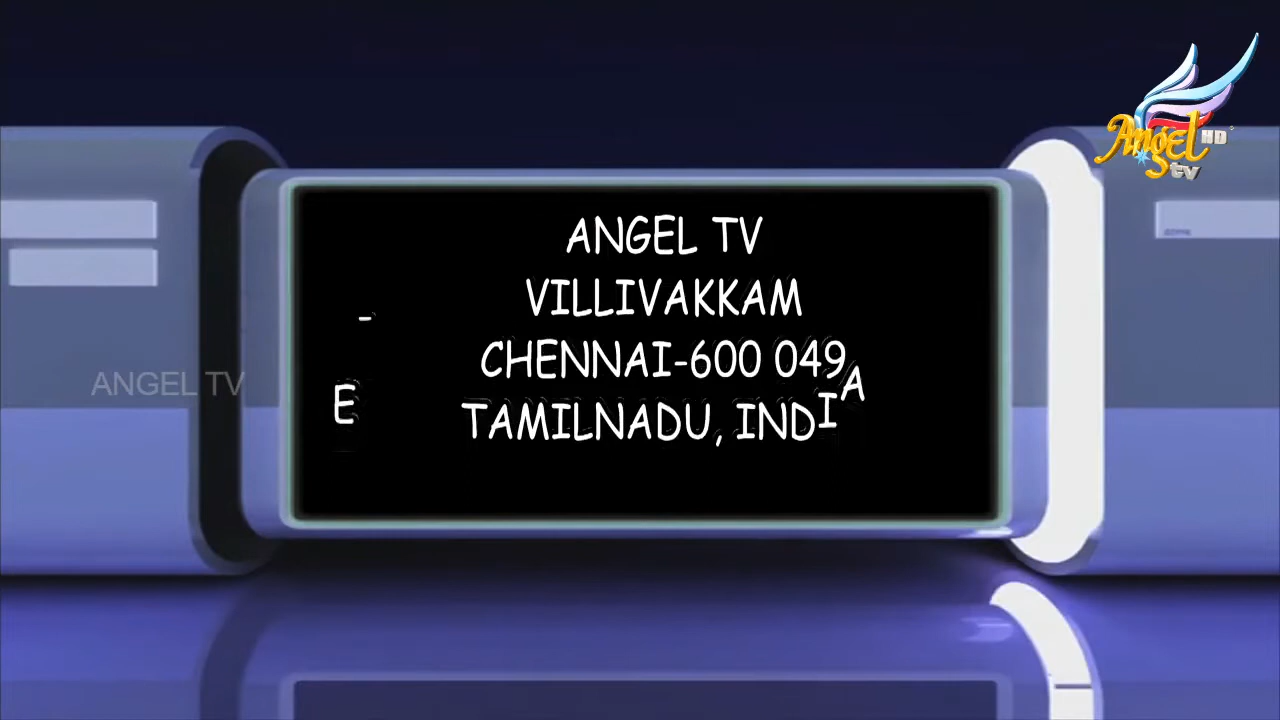 Angel HD
tv
ANGEL TV
VILLIVAKKAM
CHENNAI-600 049
TAMILNADU, INDIA
E -
ANGEL TV